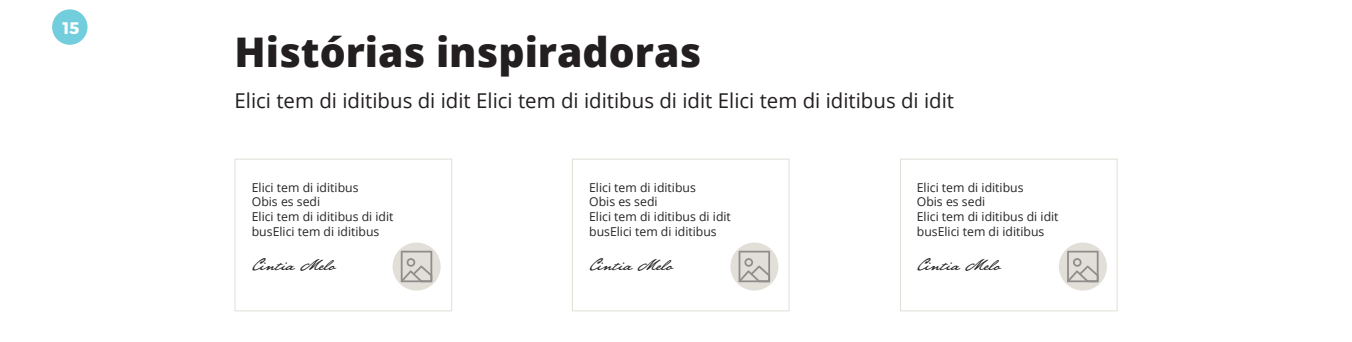 15
Histórias inspiradoras
Elici tem di iditibus di idit Elici tem di iditibus di idit Elici tem di iditibus di idit
Elici tem di iditibus
Obis es sedi
Elici tem di iditibus di idit
busElici tem di iditibus
Cintia Melo
Elici tem di iditibus
Obis es sedi
Elici tem di iditibus di idit
busElici tem di iditibus
Cintia Melo
Elici tem di iditibus
Obis es sedi
Elici tem di iditibus di idit
busElici tem di iditibus
Cintia Melo